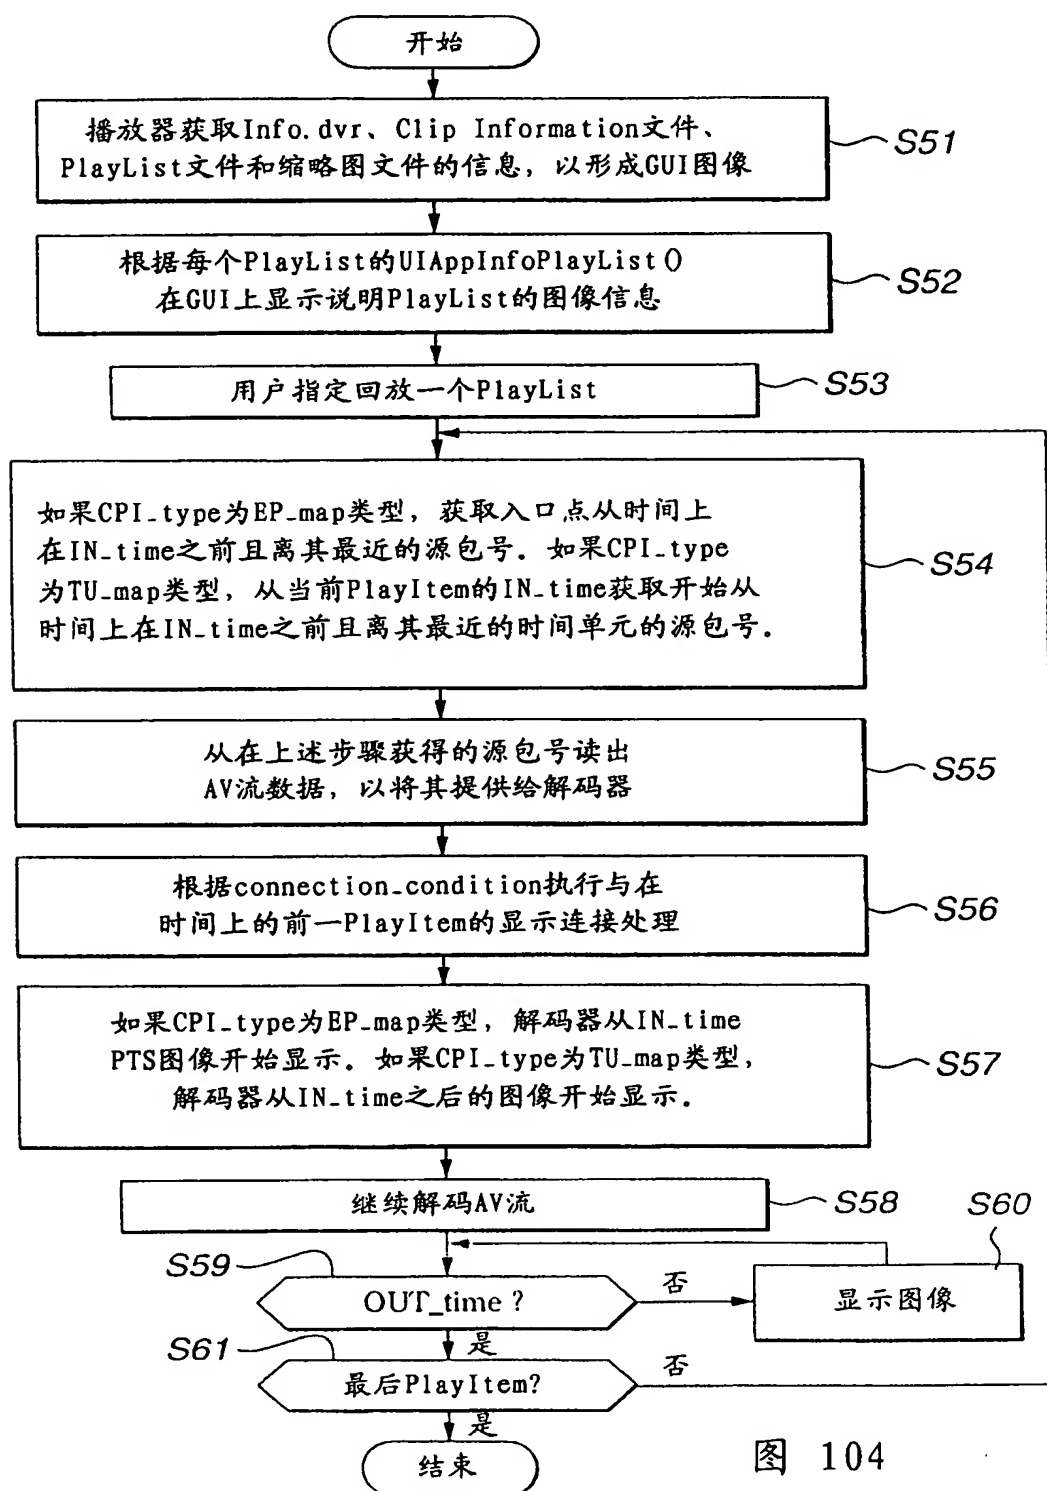 开始
播放器获取Info.dvr、Clip Information文件、
PlayList文件和缩略图文件的信息，以形成GUI图像
S51
根据每个PlayList的UIAppInfoPlayList()
在GUI上显示说明PlayList的图像信息
S52
用户指定回放一个PlayList
S53
如果CPI_type为EP_map类型，获取入口点从时间上
在IN_time之前且离其最近的源包号。如果CPI_type
为TU_map类型，从当前PlayItem的IN_time获取开始从
时间上在IN_time之前且离其最近的时间单元的源包号。
S54
从在上述步骤获得的源包号读出
AV流数据，以将其提供给解码器
S55
根据connection_condition执行与在
时间上的前一PlayItem的显示连接处理
S56
如果CPI_type为EP_map类型，解码器从IN_time
PTS图像开始显示。如果CPI_type为TU_map类型，
解码器从IN_time之后的图像开始显示。
S57
继续解码AV流
S58
S60
S59
OUT_time？
否
显示图像
是
S61
最后PlayItem?
否
是
结束
图 104